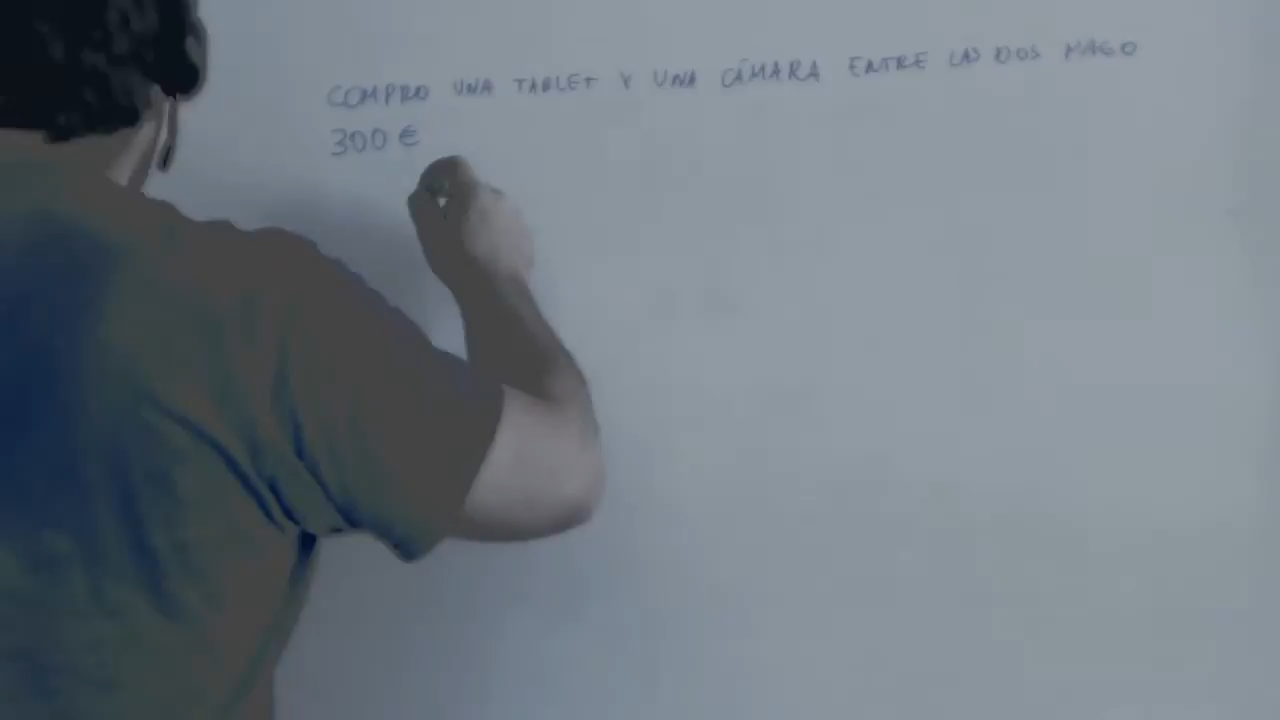 COMPRO UNA TABLET Y UNA CÁMARA ENTRE LAS DOS PAGO
300 €